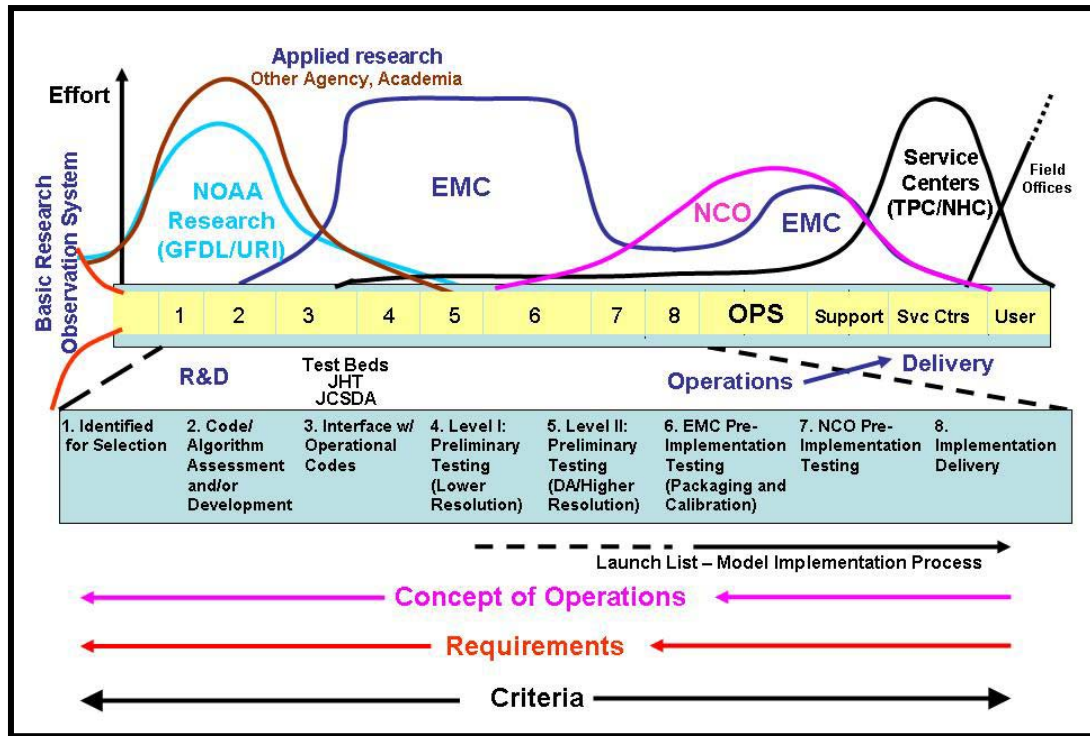 Applied research
Other Agency, Academia
Effort
Basic Research
Observation System
NOAA
Research
(GFDL/URI)
EMC
NCO
EMC
Service
Centers
(TPC/NHC)
Field
Offices
1 2 3 4 5 6 7 8 OPS Support Svc Ctrs User
R&D
Test Beds
JHT
JCSDA
Operations
Delivery
1. Identified
for Selection
2. Code/
Algorithm
Assessment
and/or
Development
3. Interface w/
Operational
Codes
4. Level I:
Preliminary
Testing
(Lower
Resolution)
5. Level II:
Preliminary
Testing
(DA/Higher
Resolution)
6. EMC Pre-
Implementation
Testing
(Packaging and
Calibration)
7. NCO Pre-
Implementation
Testing
8.
Implementation
Delivery
Launch List – Model Implementation Process
Concept of Operations
Requirements
Criteria